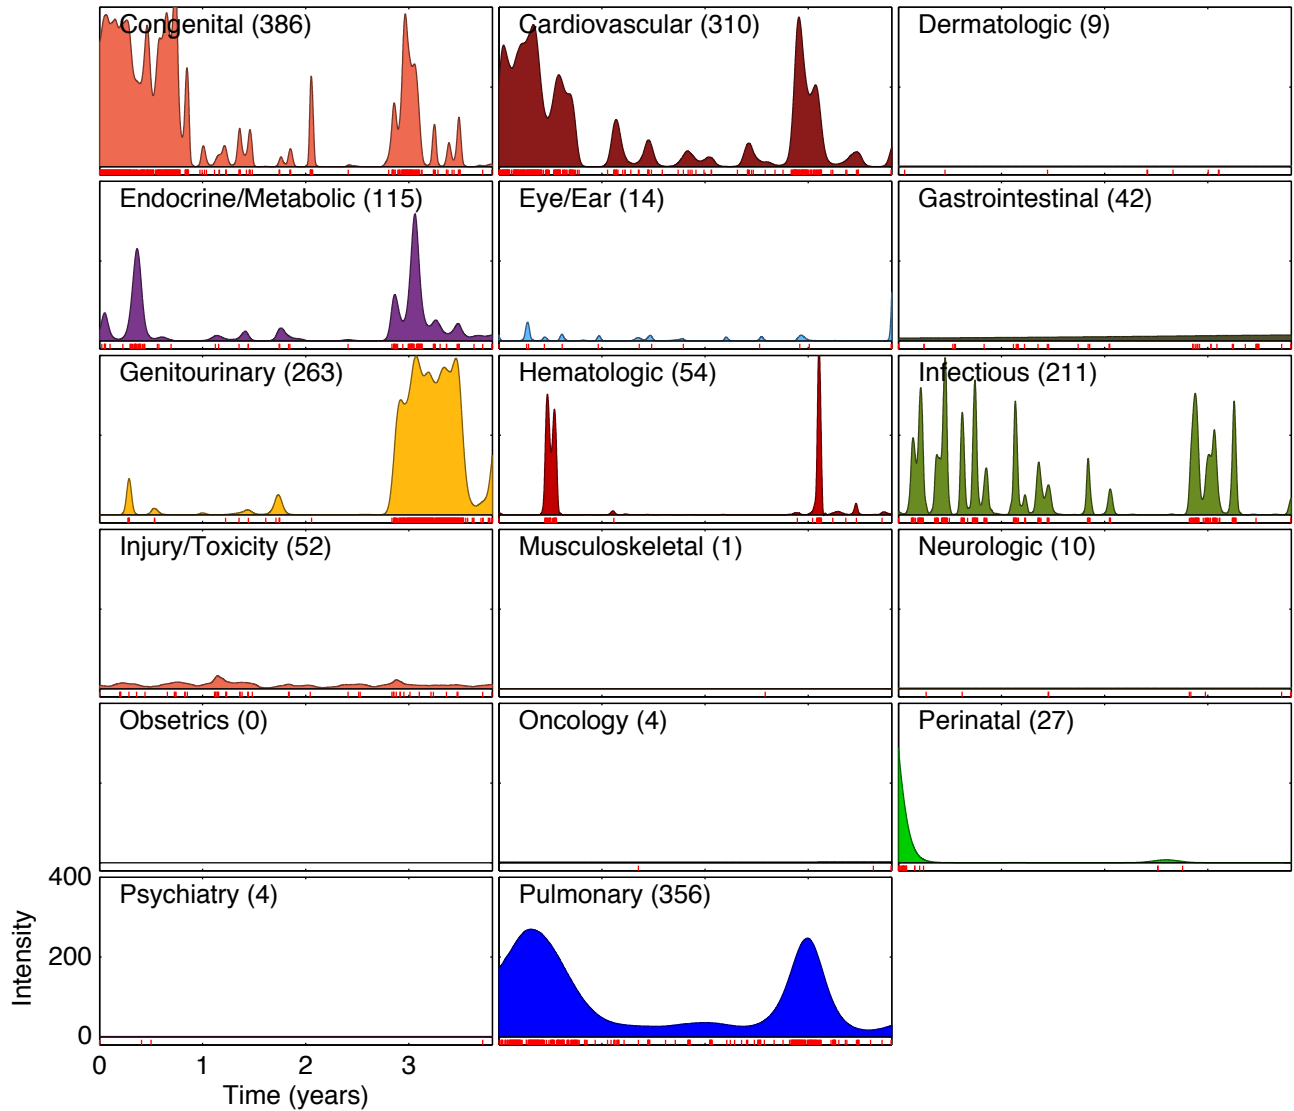 Congenital (386)
Cardiovascular (310)
Dermatologic (9)
Endocrine/Metabolic (115)
Eye/Ear (14)
Gastrointestinal (42)
Genitourinary (263)
Hematologic (54)
Infectious (211)
Injury/Toxicity (52)
Musculoskeletal (1)
Neurologic (10)
Obsetrics (0)
Oncology (4)
Perinatal (27)
Psychiatry (4)
Pulmonary (356)
400
200
0
Intensity
0 1 2 3
Time (years)